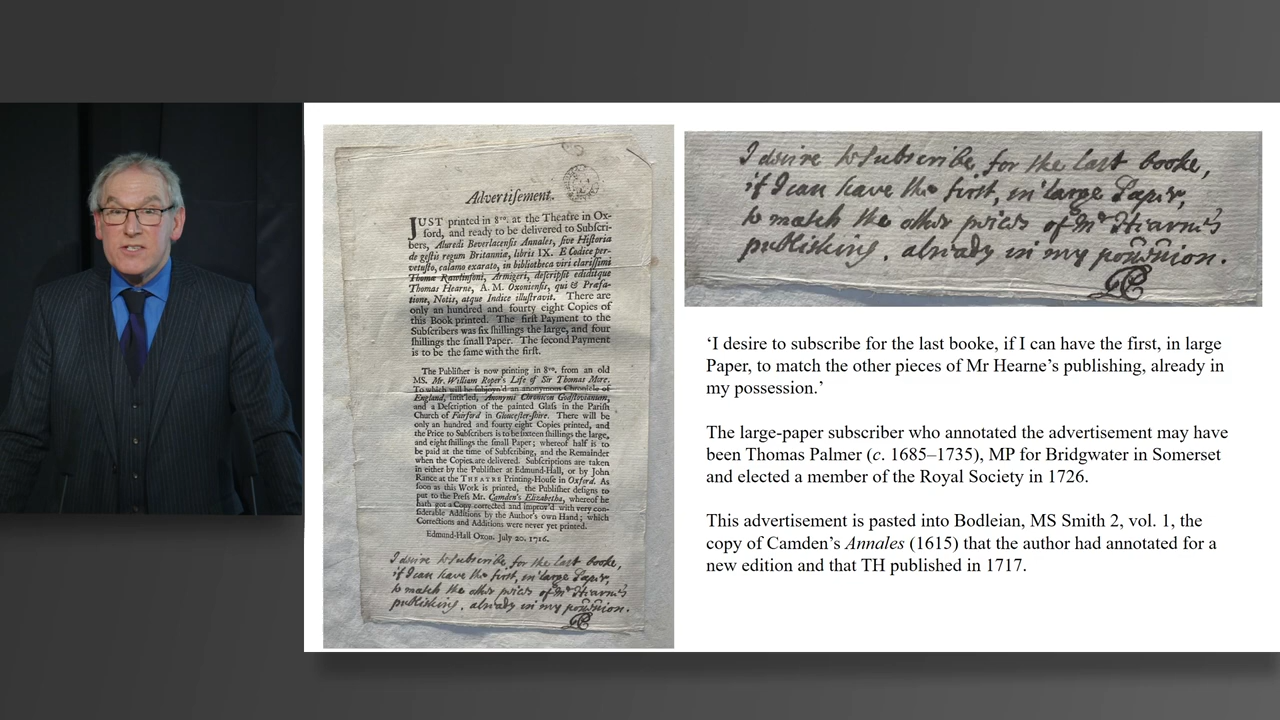 Advertisement.
JUST printed in 8vo. at the Theatre in Ox-
ford, and ready to be delivered to Subscri-
bers, Aluredi Beverlacensis Annales, sive Historia
de gestis regum Britanniæ, libris IX. E Codice per-
vetusto, calamo exarato, in bibliotheca viri clarissimi
Thomæ Rawlinsoni, Armigeri, descripsit ediditque
Thomas Hearne, A. M. Oxoniensis, qui & Præfa-
tione, Notis, atque Indice illustravit. There are
only an hundred and fourty eight Copies of
this Book printed. The first Payment to the
Subscribers was six shillings the large, and four
shillings the small Paper. The second Payment
is to be the same with the first.
The Publisher is now printing in 8vo. from an old
MS. Mr. William Roper's Life of Sir Thomas More.
To which will be subjoyn'd an anonymous Chronicle of
England, intitled, Anonymi Chronicon Godstovianum,
and a Description of the painted Glass in the Parish
Church of Fairford in Gloucester-shire. There will be
only an hundred and fourty eight Copies printed, and
the Price to Subscribers is to be sixteen shillings the large,
and eight shillings the small Paper; whereof half is to
be paid at the time of Subscribing, and the Remainder
when the Copies are delivered. Subscriptions are taken
in either by the Publisher at Edmund-Hall, or by John
Rance at the THEATRE Printing-House in Oxford. As
soon as this Work is printed, the Publisher designs to
put to the Press Mr. Camden's Elizabetha, whereof he
hath got a Copy corrected and improv'd with very con-
siderable Additions by the Author's own Hand; which
Corrections and Additions were never yet printed.
Edmund-Hall Oxon. July 20. 1716.
I desire to subscribe, for the last booke,
if I can have the first, in large Paper,
to match the other pieces of Mr Hearne's
publishing, already in my possession.
I desire to subscribe, for the last booke,
if I can have the first, in large Paper,
to match the other pieces of Mr Hearne's
publishing, already in my possession.
‘I desire to subscribe for the last booke, if I can have the first, in large
Paper, to match the other pieces of Mr Hearne’s publishing, already in
my possession.’
The large-paper subscriber who annotated the advertisement may have
been Thomas Palmer (c. 1685–1735), MP for Bridgwater in Somerset
and elected a member of the Royal Society in 1726.
This advertisement is pasted into Bodleian, MS Smith 2, vol. 1, the
copy of Camden’s Annales (1615) that the author had annotated for a
new edition and that TH published in 1717.